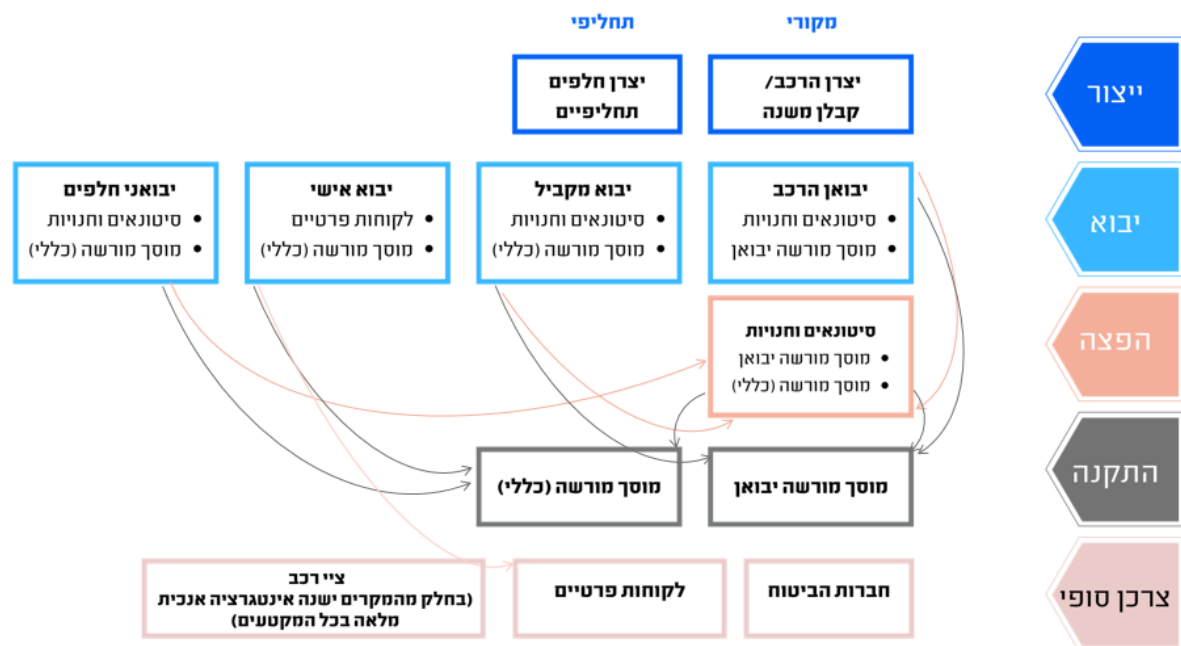 מקורי
תחליפי
ייצור
יצרן הרכב/
קבלן משנה
יצרן חלפים
תחליפיים
יבוא
יבואן הרכב
• סיטונאים וחנויות
• מוסך מורשה יבואן
יבוא מקביל
• סיטונאים וחנויות
• מוסך מורשה (כללי)
יבוא אישי
• לקוחות פרטיים
• מוסך מורשה (כללי)
יבואני חלפים
• סיטונאים וחנויות
• מוסך מורשה (כללי)
הפצה
סיטונאים וחנויות
• מוסך מורשה יבואן
• מוסך מורשה (כללי)
התקנה
מוסך מורשה יבואן
מוסך מורשה (כללי)
צרכן סופי
חברות הביטוח
לקוחות פרטיים
ציי רכב
(בחלק מהמקרים ישנה אינטגרציה אנכית
מלאה בכל המקטעים)